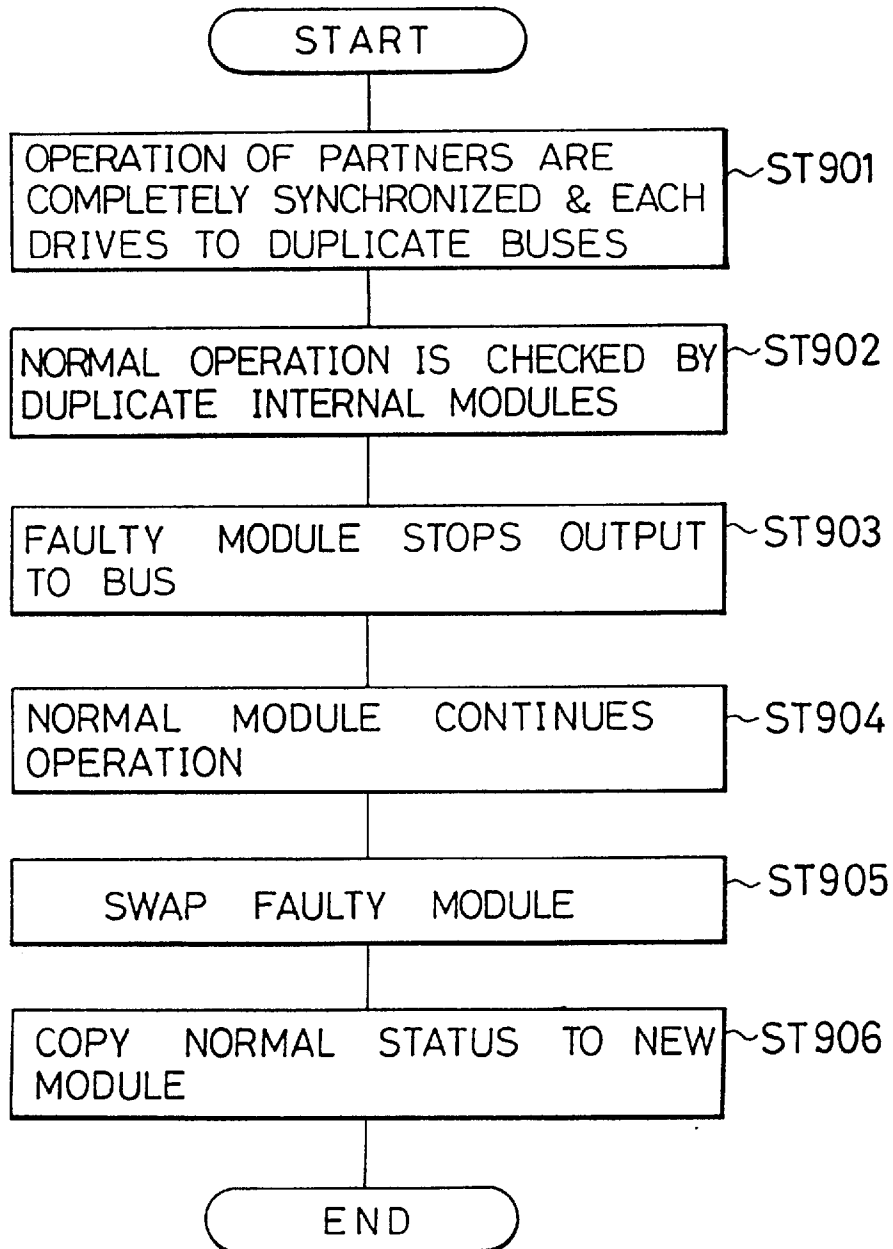 START
OPERATION OF PARTNERS ARE
COMPLETELY SYNCHRONIZED & EACH
DRIVES TO DUPLICATE BUSES
ST901
NORMAL OPERATION IS CHECKED BY
DUPLICATE INTERNAL MODULES
ST902
FAULTY MODULE STOPS OUTPUT
TO BUS
ST903
NORMAL MODULE CONTINUES
OPERATION
ST904
SWAP FAULTY MODULE
ST905
COPY NORMAL STATUS TO NEW
MODULE
ST906
END